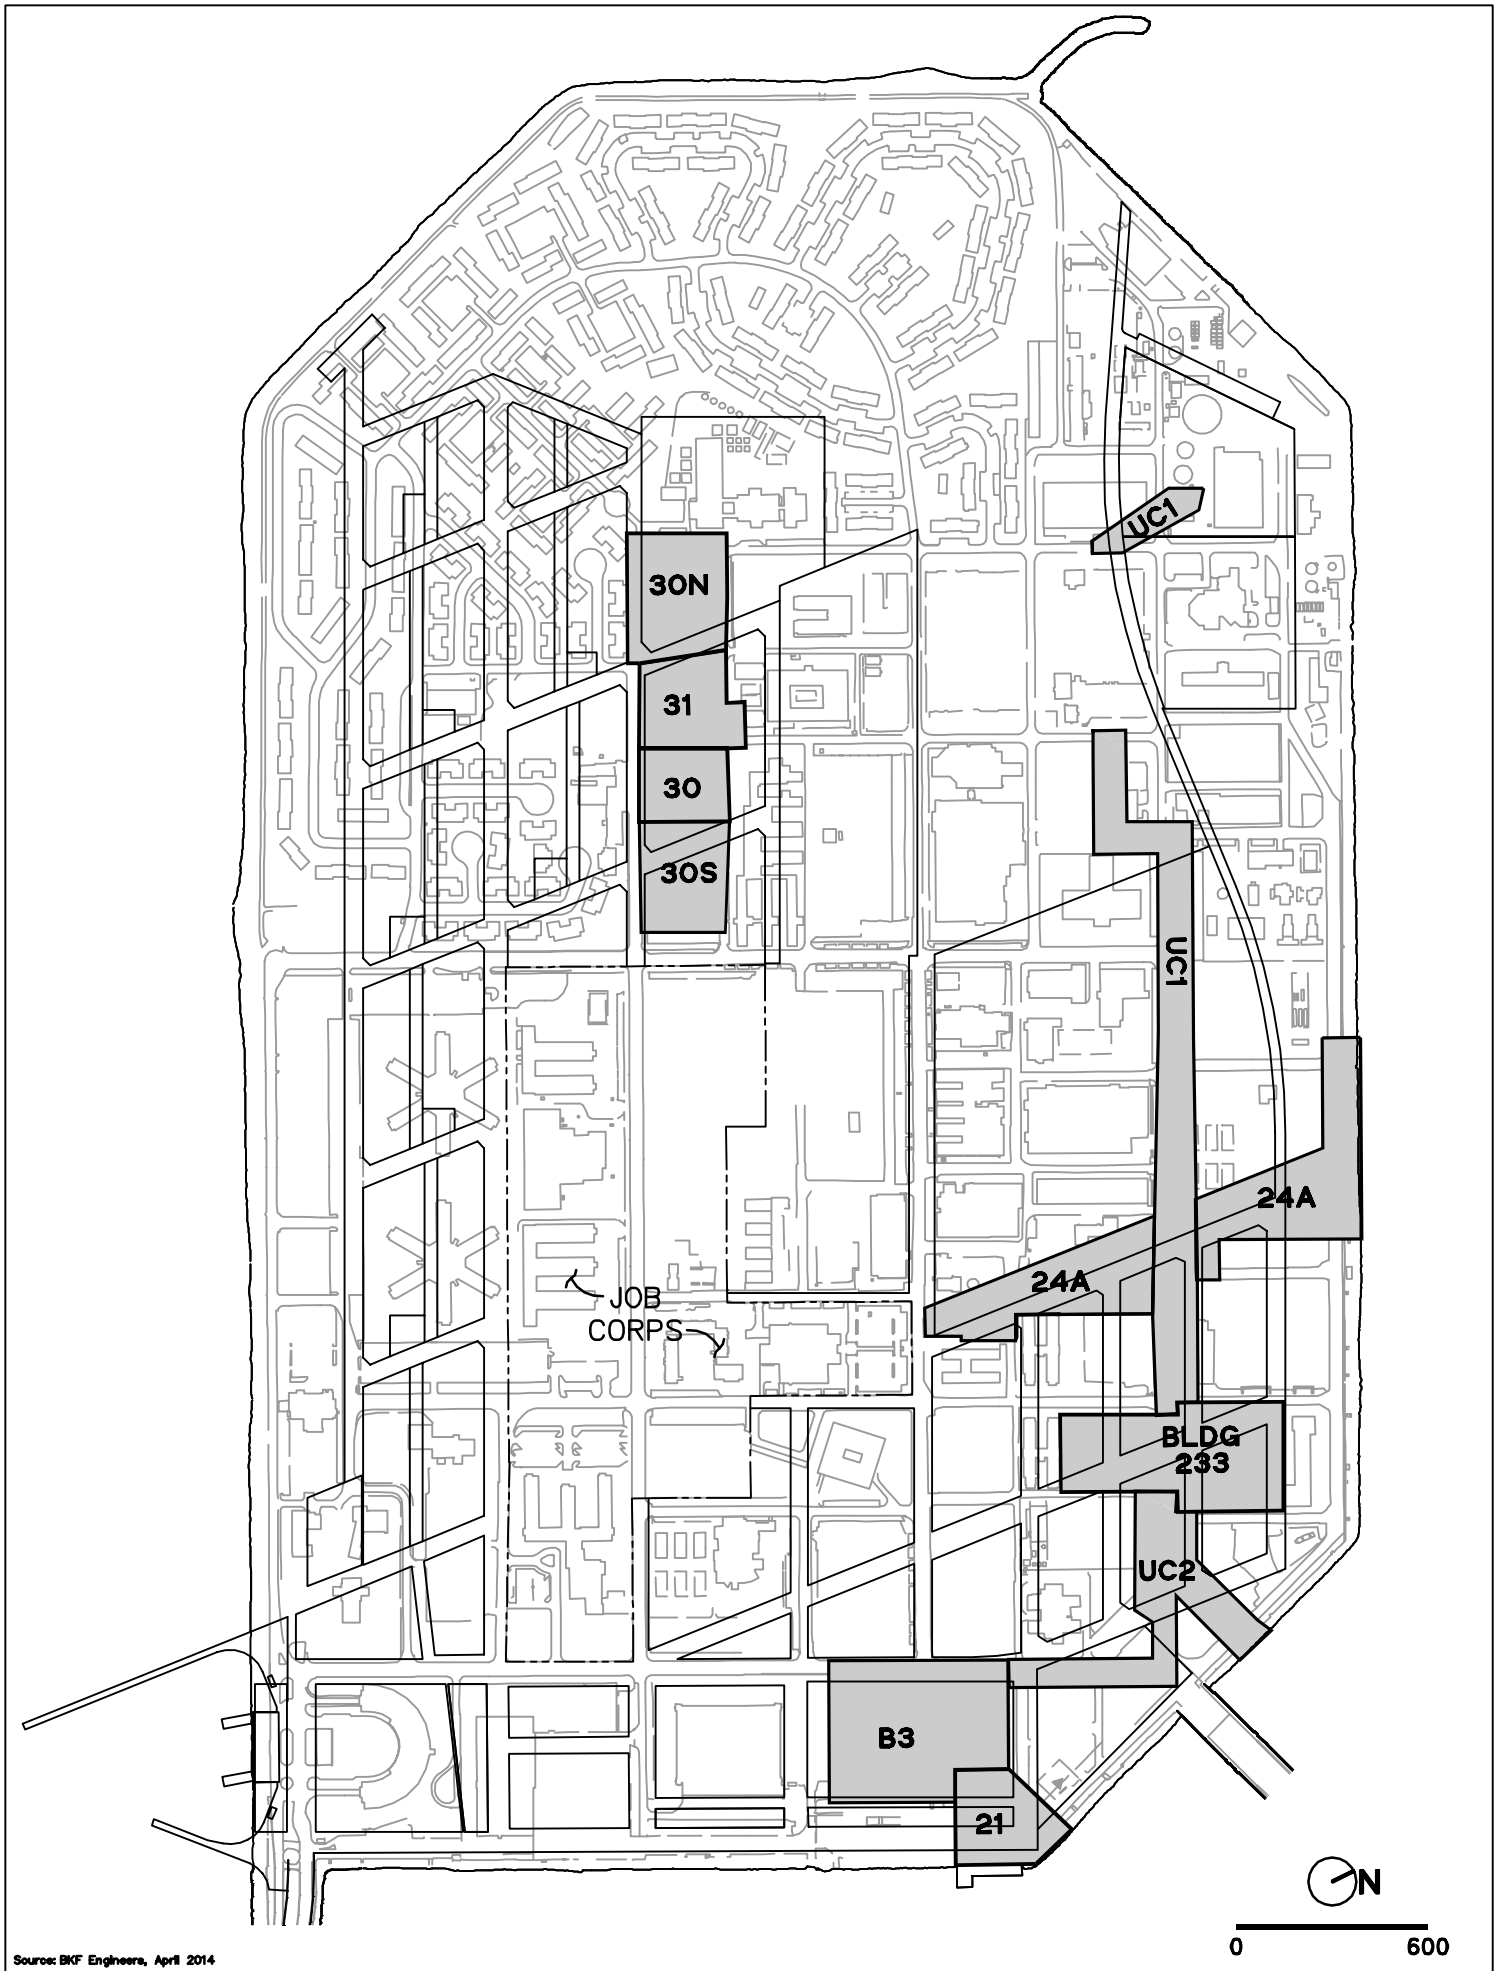 UC1
30N
31
30
30S
UC1
24A
24A
JOB
CORPS
BLDG
233
UC2
B3
21
N
0 600
Source: BKF Engineers, April 2014